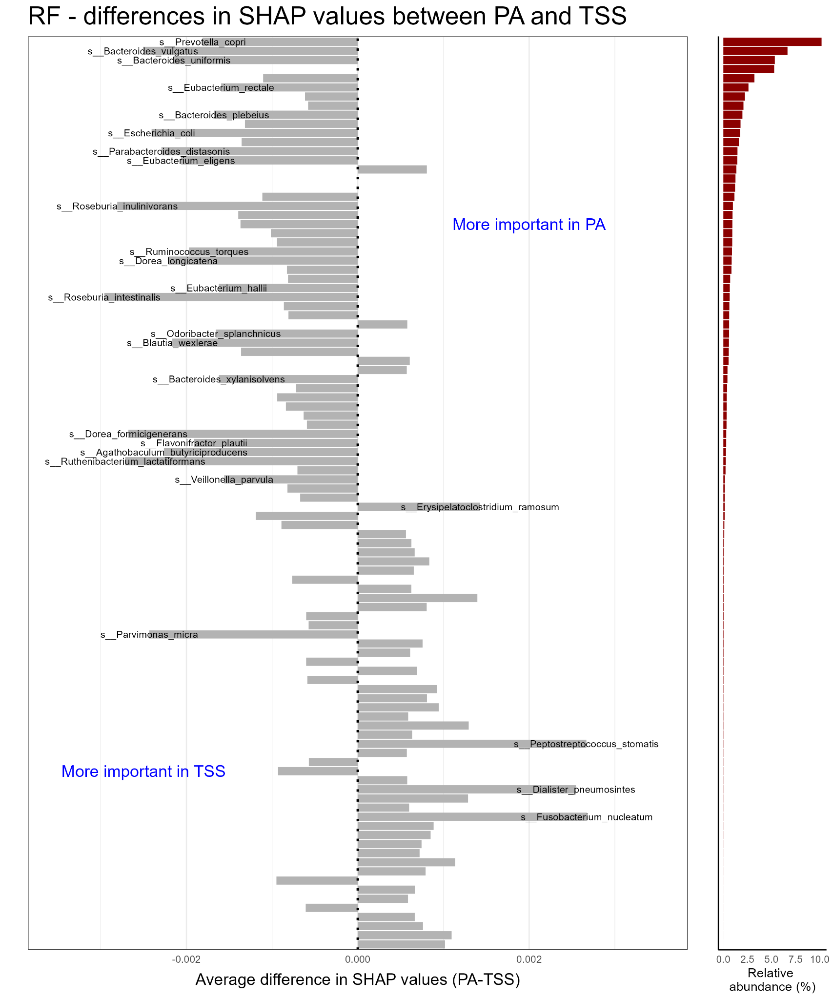 RF - differences in SHAP values between PA and TSS
s__Prevotella_copri
s__Bacteroides_vulgatus
s__Bacteroides_uniformis
s__Eubacterium_rectale
s__Bacteroides_plebeius
s__Escherichia_coli
s__Parabacteroides_distasonis
s__Eubacterium_eligens
s__Roseburia_inulinivorans
More important in PA
s__Ruminococcus_torques
s__Dorea_longicatena
s__Eubacterium_hallii
s__Roseburia_intestinalis
s__Odoribacter_splanchnicus
s__Blautia_wexlerae
s__Bacteroides_xylanisolvens
s__Dorea_formicigenerans
s__Flavonifractor_plautii
s__Agathobaculum_butyriciproducens
s__Ruthenibacterium_lactatiformans
s__Veillonella_parvula
s__Erysipelatoclostridium_ramosum
s__Parvimonas_micra
s__Peptostreptococcus_stomatis
More important in TSS
s__Dialister_pneumosintes
s__Fusobacterium_nucleatum
-0.002 0.000 0.002
Average difference in SHAP values (PA-TSS)
0.0 2.5 5.0 7.5 10.0
Relative
abundance (%)